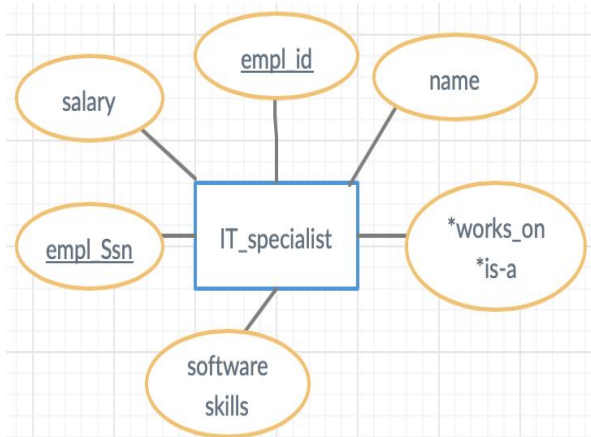 empl_id
name
salary
IT_specialist
*works_on
*is-a
empl_Ssn
software
skills